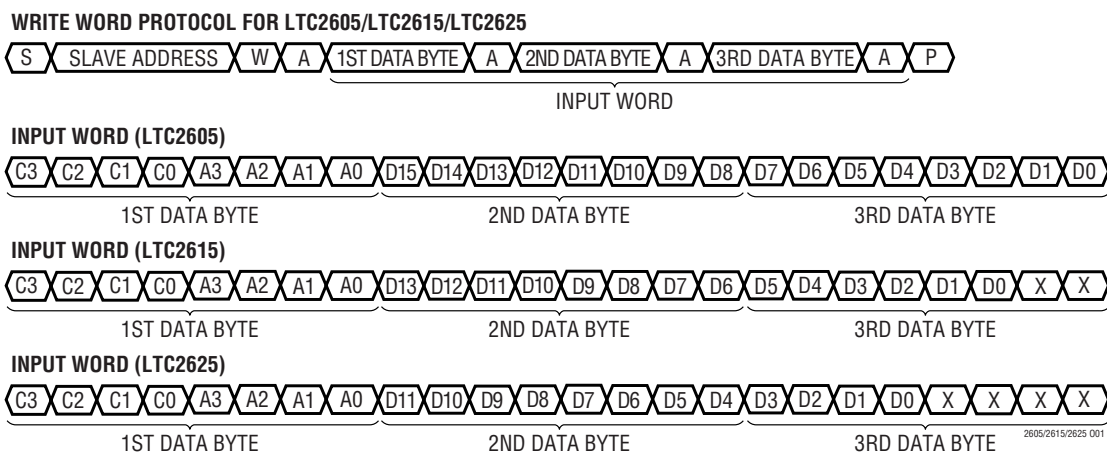 WRITE WORD PROTOCOL FOR LTC2605/LTC2615/LTC2625
S SLAVE ADDRESS W A 1ST DATA BYTE A 2ND DATA BYTE A 3RD DATA BYTE A P
INPUT WORD
INPUT WORD (LTC2605)
C3 C2 C1 C0 A3 A2 A1 A0 D15 D14 D13 D12 D11 D10 D9 D8 D7 D6 D5 D4 D3 D2 D1 D0
1ST DATA BYTE 2ND DATA BYTE 3RD DATA BYTE
INPUT WORD (LTC2615)
C3 C2 C1 C0 A3 A2 A1 A0 D13 D12 D11 D10 D9 D8 D7 D6 D5 D4 D3 D2 D1 D0 X X
1ST DATA BYTE 2ND DATA BYTE 3RD DATA BYTE
INPUT WORD (LTC2625)
C3 C2 C1 C0 A3 A2 A1 A0 D11 D10 D9 D8 D7 D6 D5 D4 D3 D2 D1 D0 X X X X
1ST DATA BYTE 2ND DATA BYTE 3RD DATA BYTE 2605/2615/2625 O01